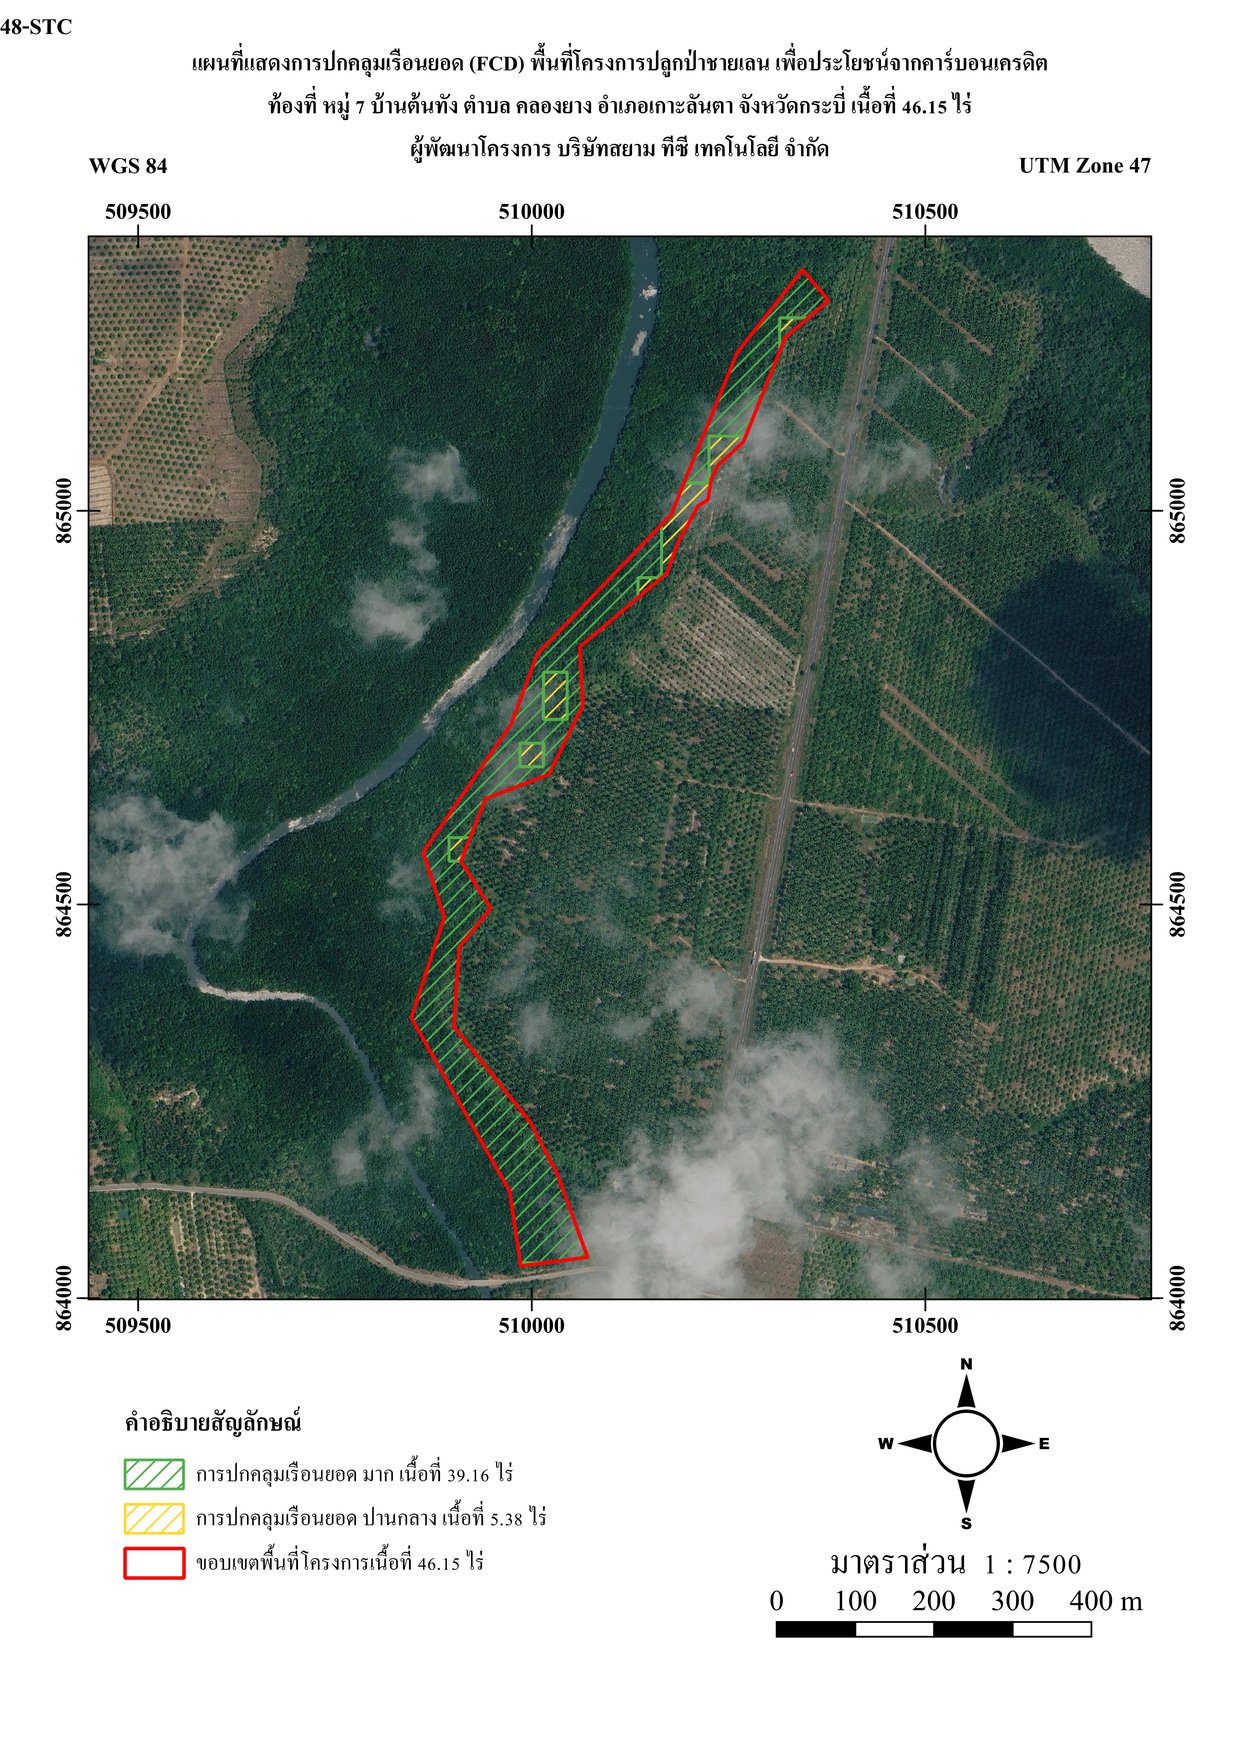 48-STC
แผนที่แสดงการปกคลุมเรือนยอด (FCD) พื้นที่โครงการปลูกป่าชายเลน เพื่อประโยชน์จากคาร์บอนเครดิต
ท้องที่ หมู่ 7 บ้านต้นทัง ตำบล คลองยาง อำเภอเกาะลันตา จังหวัดกระบี่ เนื้อที่ 46.15 ไร่
ผู้พัฒนาโครงการ บริษัทสยาม ทีซี เทคโนโลยี จำกัด
WGS 84
UTM Zone 47
509500 510000 510500
865000 865000
864500 864500
864000 864000
509500 510000 510500
คำอธิบายสัญลักษณ์
การปกคลุมเรือนยอด มาก เนื้อที่ 39.16 ไร่
การปกคลุมเรือนยอด ปานกลาง เนื้อที่ 5.38 ไร่
ขอบเขตพื้นที่โครงการเนื้อที่ 46.15 ไร่
N
W E
S
มาตราส่วน 1 : 7500
0 100 200 300 400 m